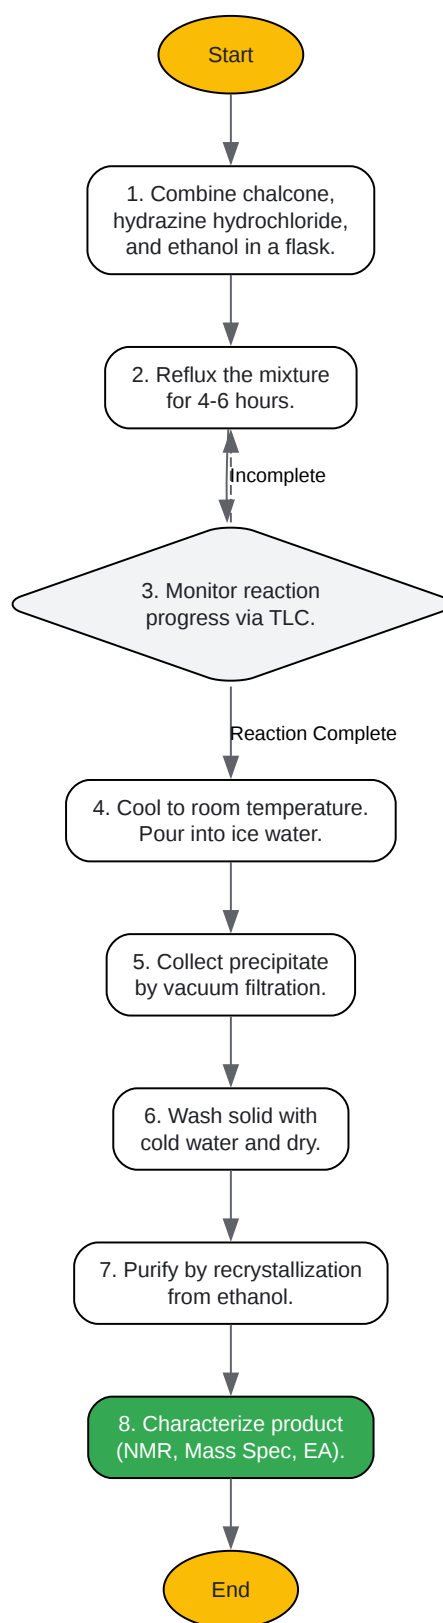 Start
1. Combine chalcone,
hydrazine hydrochloride,
and ethanol in a flask.
2. Reflux the mixture
for 4-6 hours.
Incomplete
3. Monitor reaction
progress via TLC.
Reaction Complete
4. Cool to room temperature.
Pour into ice water.
5. Collect precipitate
by vacuum filtration.
6. Wash solid with
cold water and dry.
7. Purify by recrystallization
from ethanol.
8. Characterize product
(NMR, Mass Spec, EA).
End